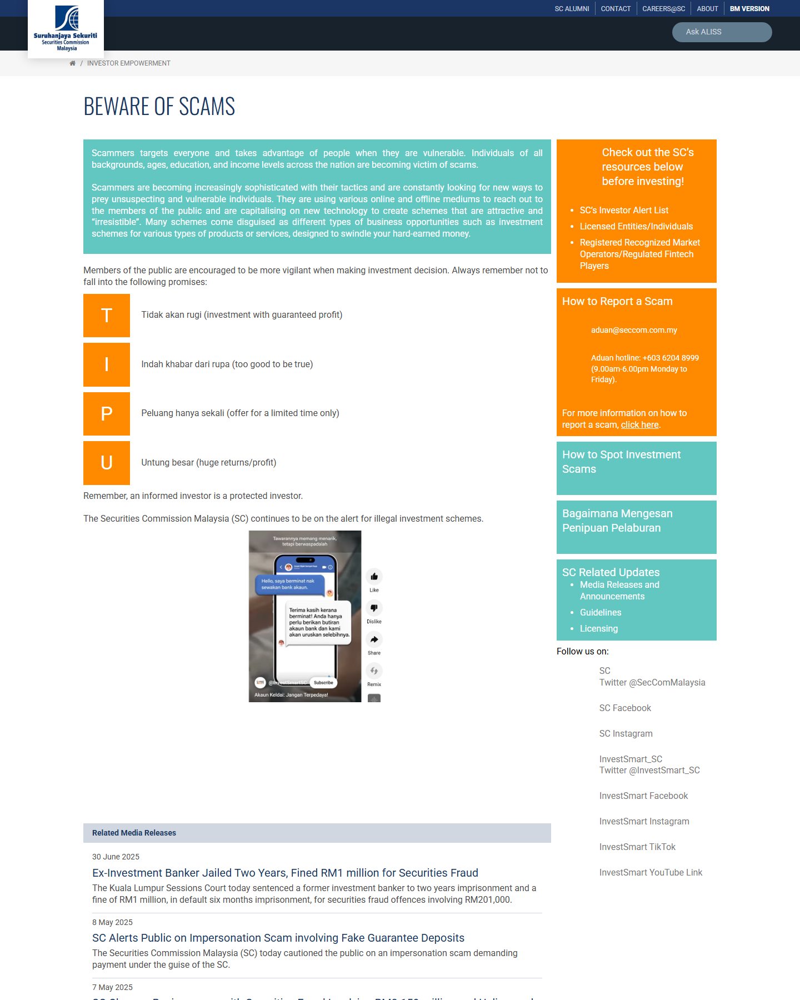 SC ALUMNI
CONTACT
CAREERS@SC
ABOUT
BM VERSION
Suruhanjaya Sekuriti
Securities Commission
Malaysia
Ask ALISS
/ INVESTOR EMPOWERMENT
BEWARE OF SCAMS
Scammers targets everyone and takes advantage of people when they are vulnerable. Individuals of all
backgrounds, ages, education, and income levels across the nation are becoming victim of scams.
Scammers are becoming increasingly sophisticated with their tactics and are constantly looking for new ways to
prey unsuspecting and vulnerable individuals. They are using various online and offline mediums to reach out to
the members of the public and are capitalising on new technology to create schemes that are attractive and
“irresistible”. Many schemes come disguised as different types of business opportunities such as investment
schemes for various types of products or services, designed to swindle your hard-earned money.
Members of the public are encouraged to be more vigilant when making investment decision. Always remember not to
fall into the following promises:
T
Tidak akan rugi (investment with guaranteed profit)
I
Indah khabar dari rupa (too good to be true)
P
Peluang hanya sekali (offer for a limited time only)
U
Untung besar (huge returns/profit)
Remember, an informed investor is a protected investor.
The Securities Commission Malaysia (SC) continues to be on the alert for illegal investment schemes.
Tawarannya memang menarik,
tetapi berwaspadalah
Hello, saya berminat nak
sewakan bank akaun.
Terima kasih kerana
berminat! Anda hanya
perlu berikan butiran
akaun bank dan kami
akan uruskan selebihnya.
@InvestSmartSC
Subscribe
Akaun Keldai: Jangan Terpedaya!
Like
Dislike
Share
Remix
Related Media Releases
30 June 2025
Ex-Investment Banker Jailed Two Years, Fined RM1 million for Securities Fraud
The Kuala Lumpur Sessions Court today sentenced a former investment banker to two years imprisonment and a
fine of RM1 million, in default six months imprisonment, for securities fraud offences involving RM201,000.
8 May 2025
SC Alerts Public on Impersonation Scam involving Fake Guarantee Deposits
The Securities Commission Malaysia (SC) today cautioned the public on an impersonation scam demanding
payment under the guise of the SC.
7 May 2025
Check out the SC’s
resources below
before investing!
• SC’s Investor Alert List
• Licensed Entities/Individuals
• Registered Recognized Market
Operators/Regulated Fintech
Players
How to Report a Scam
aduan@seccom.com.my
Aduan hotline: +603 6204 8999
(9.00am-6.00pm Monday to
Friday).
For more information on how to
report a scam, click here.
How to Spot Investment
Scams
Bagaimana Mengesan
Penipuan Pelaburan
SC Related Updates
• Media Releases and
Announcements
• Guidelines
• Licensing
Follow us on:
SC
Twitter @SecComMalaysia
SC Facebook
SC Instagram
InvestSmart_SC
Twitter @InvestSmart_SC
InvestSmart Facebook
InvestSmart Instagram
InvestSmart TikTok
InvestSmart YouTube Link